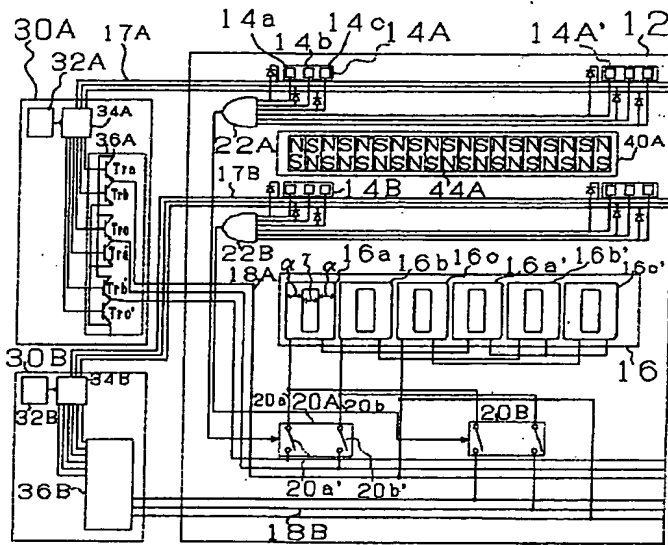 30A
17A
14a
14b
14c
14A
14A'
12
32A
34A
36A
22A
NSNSNSNSNSNSNSNS
SNSNSNSNSNSNSNSN
40A
44A
17B
14B
22B
Tra
Trb
Trc
Tra'
Trb'
Trc'
18A
α
7
α
16a
16b
16c
16a'
16b'
16c'
16
30B
32B
34B
36B
20a
20A
20b
20B
20a'
20b'
18B